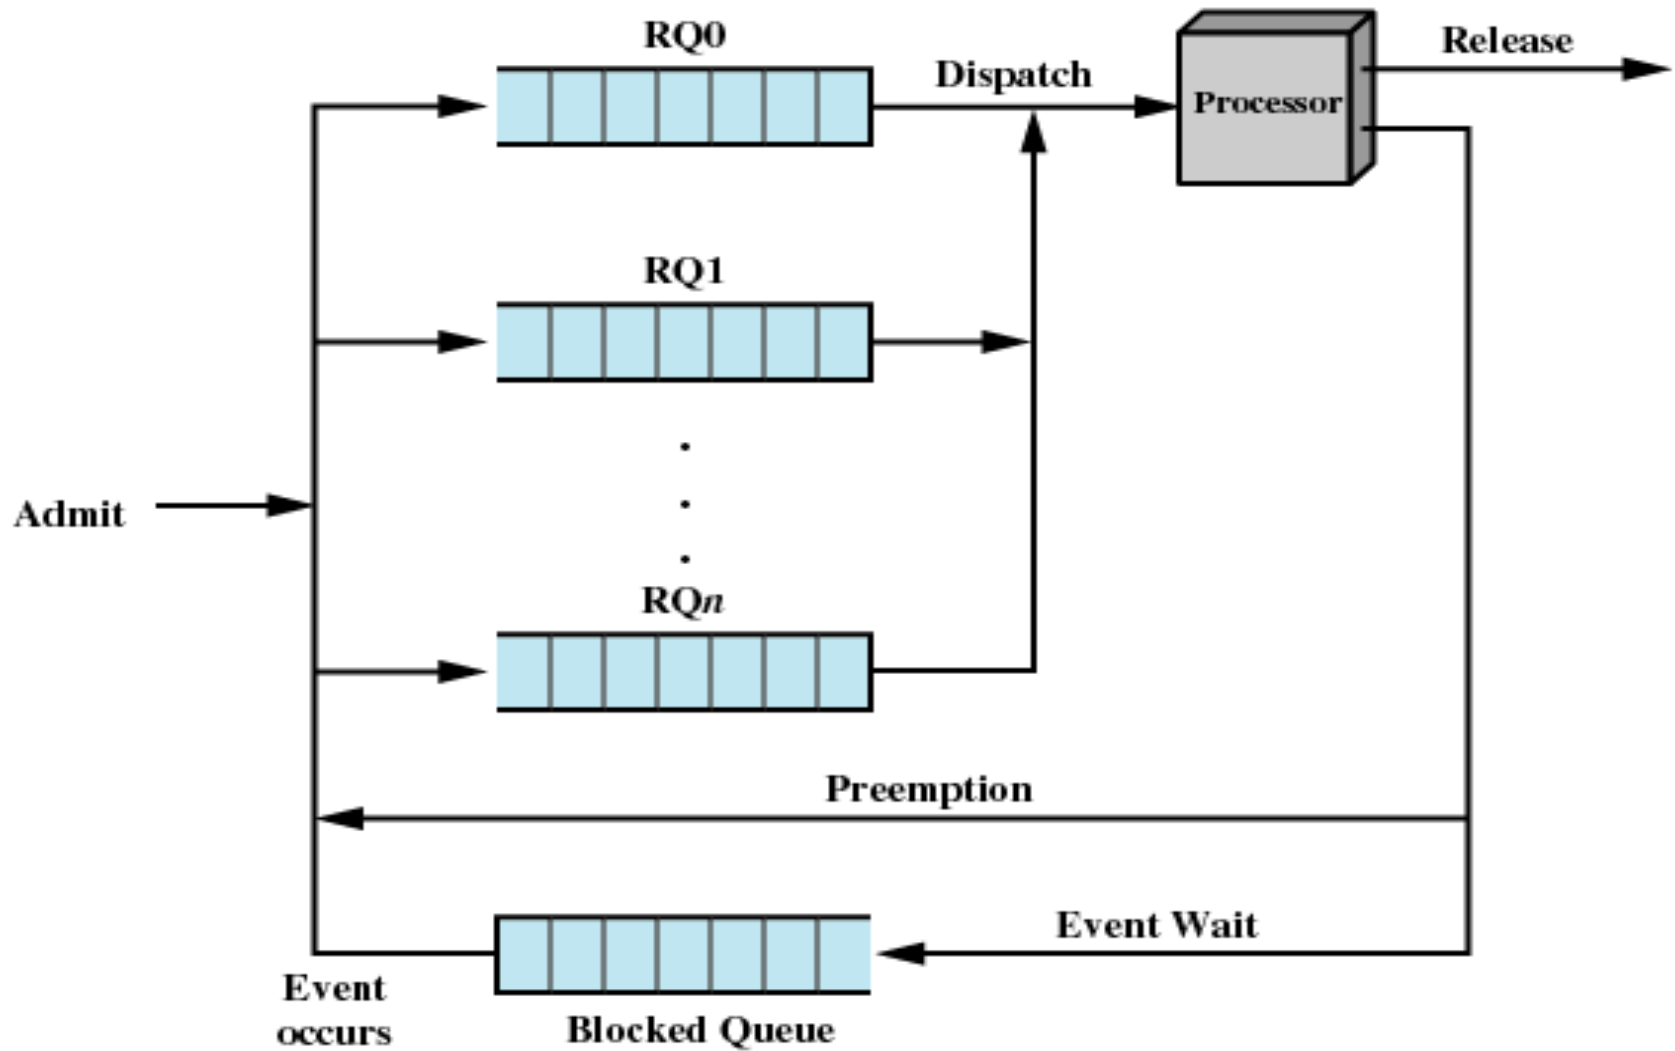 RQ0
Dispatch
Release
Processor
RQ1
Admit
RQn
Preemption
Event Wait
Event
occurs
Blocked Queue